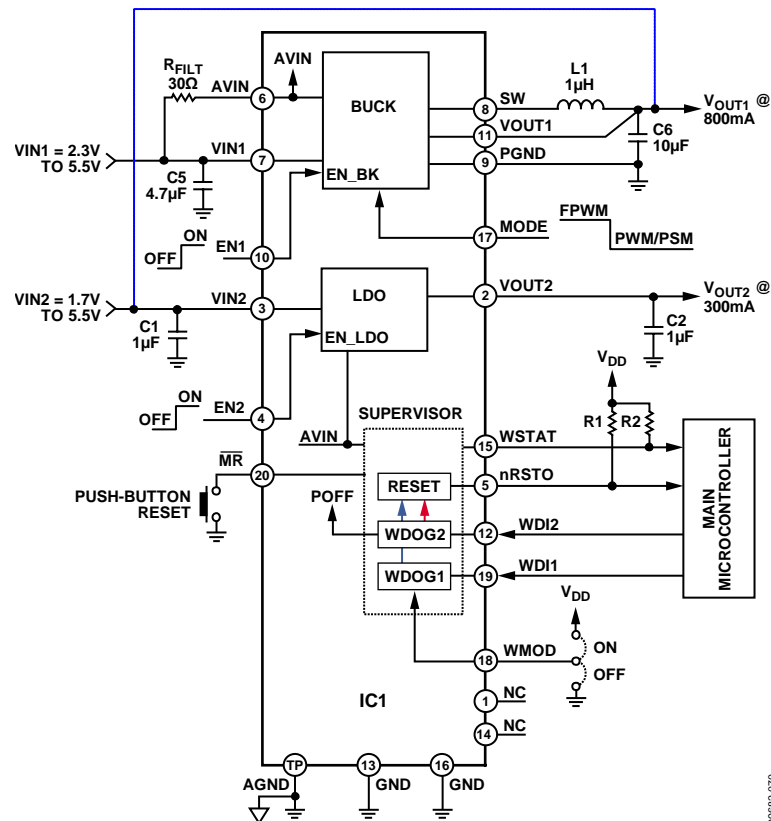 AVIN
BUCK
RFILT
30Ω
AVIN
6
8
SW
L1
1µH
VOUT1 @
800mA
11
VOUT1
C6
10µF
VIN1 = 2.3V
TO 5.5V
VIN1
7
9
PGND
C5
4.7µF
EN_BK
FPWM
17
MODE
PWM/PSM
ON
OFF
EN1
10
LDO
VIN2 = 1.7V
TO 5.5V
VIN2
3
2
VOUT2
VOUT2 @
300mA
C1
1µF
EN_LDO
C2
1µF
VDD
ON
OFF
EN2
4
SUPERVISOR
R1
R2
AVIN
15
WSTAT
MR
20
RESET
5
nRSTO
PUSH-BUTTON
RESET
POFF
MAIN
MICROCONTROLLER
WDOG2
12
WDI2
WDOG1
19
WDI1
VDD
ON
18
WMOD
OFF
IC1
1
NC
14
NC
TP
13
16
AGND
GND
GND